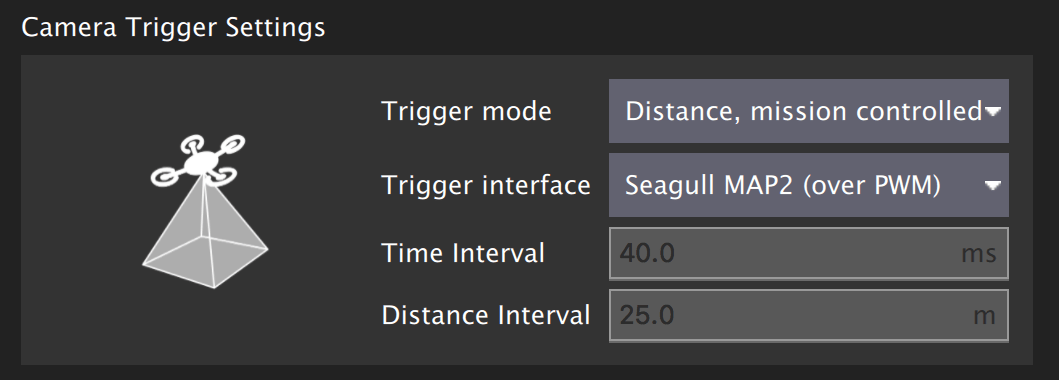 Camera Trigger Settings
Trigger mode Distance, mission controlled
Trigger interface Seagull MAP2 (over PWM)
Time Interval 40.0 ms
Distance Interval 25.0 m